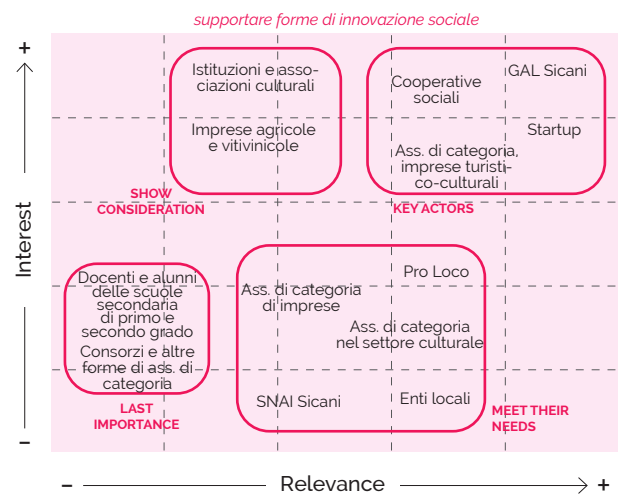 supportare forme di innovazione sociale
+
Istituzioni e asso-
ciazioni culturali
Imprese agricole
e vitivinicole
SHOW
CONSIDERATION
Cooperative
sociali
GAL Sicani
Startup
Ass. di categoria,
imprese turisti-
co-culturali
KEY ACTORS
Interest
Docenti e alunni
delle scuole
secondaria
di primo e
secondo grado
Consorzi e altre
forme di ass. di
categoria
LAST
IMPORTANCE
Pro Loco
Ass. di categoria
di imprese
Ass. di categoria
nel settore culturale
SNAI Sicani
Enti locali
MEET THEIR
NEEDS
–
– Relevance +